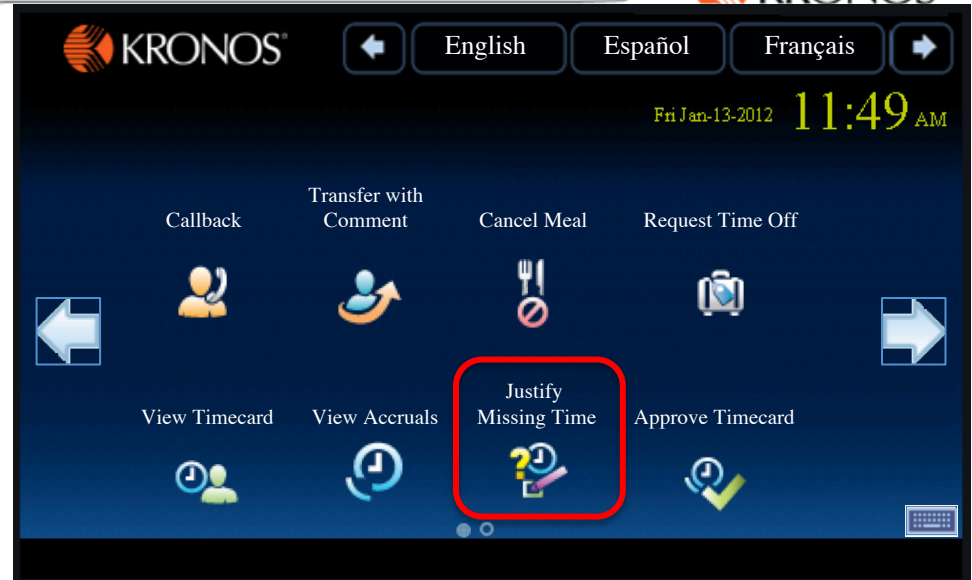 KRONOS
KRONOS®
English
Español
Français
Fri Jan-13-2012 11:49 AM
Callback
Transfer with
Comment
Cancel Meal
Request Time Off
View Timecard
View Accruals
Justify
Missing Time
Approve Timecard